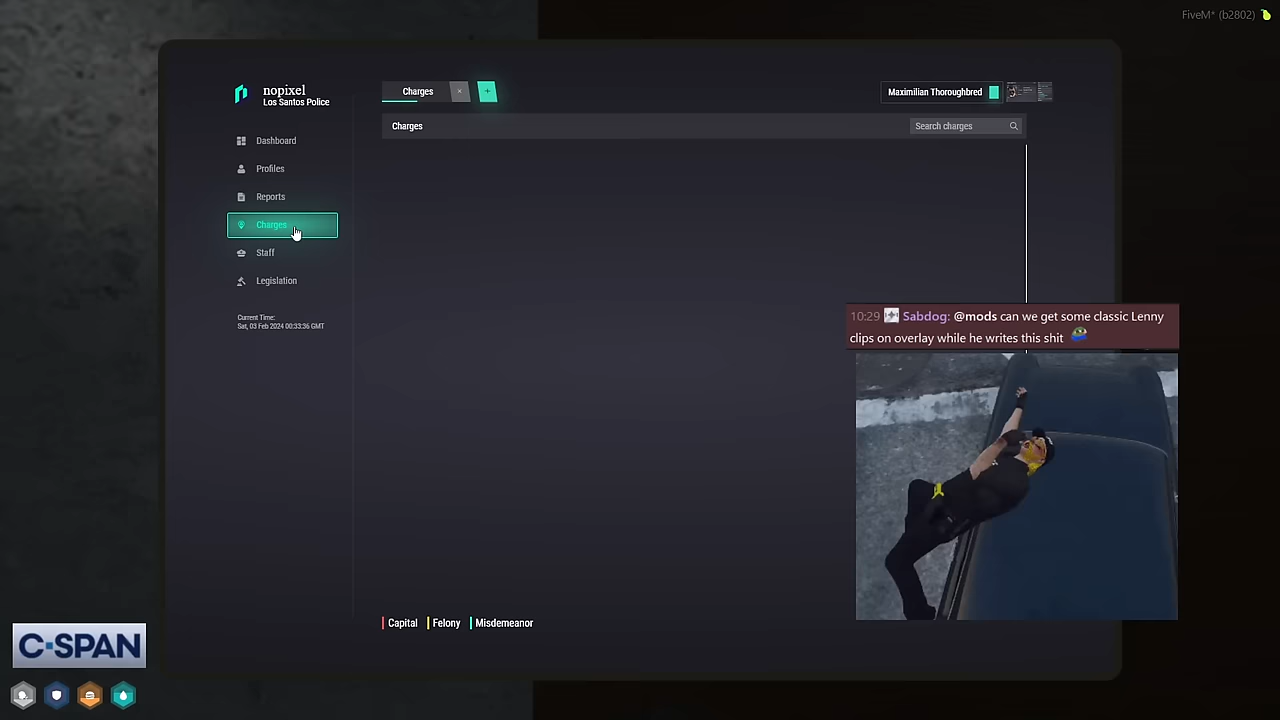 FiveM* (b2802)
nopixel
Los Santos Police
Charges
×
+
Maximilian Thoroughbred
Charges
Search charges
Dashboard
Profiles
Reports
Charges
Staff
Legislation
Current Time:
Sat, 03 Feb 2024 00:33:36 GMT
10:29 Sabdog: @mods can we get some classic Lenny
clips on overlay while he writes this shit
Capital
Felony
Misdemeanor
C-SPAN